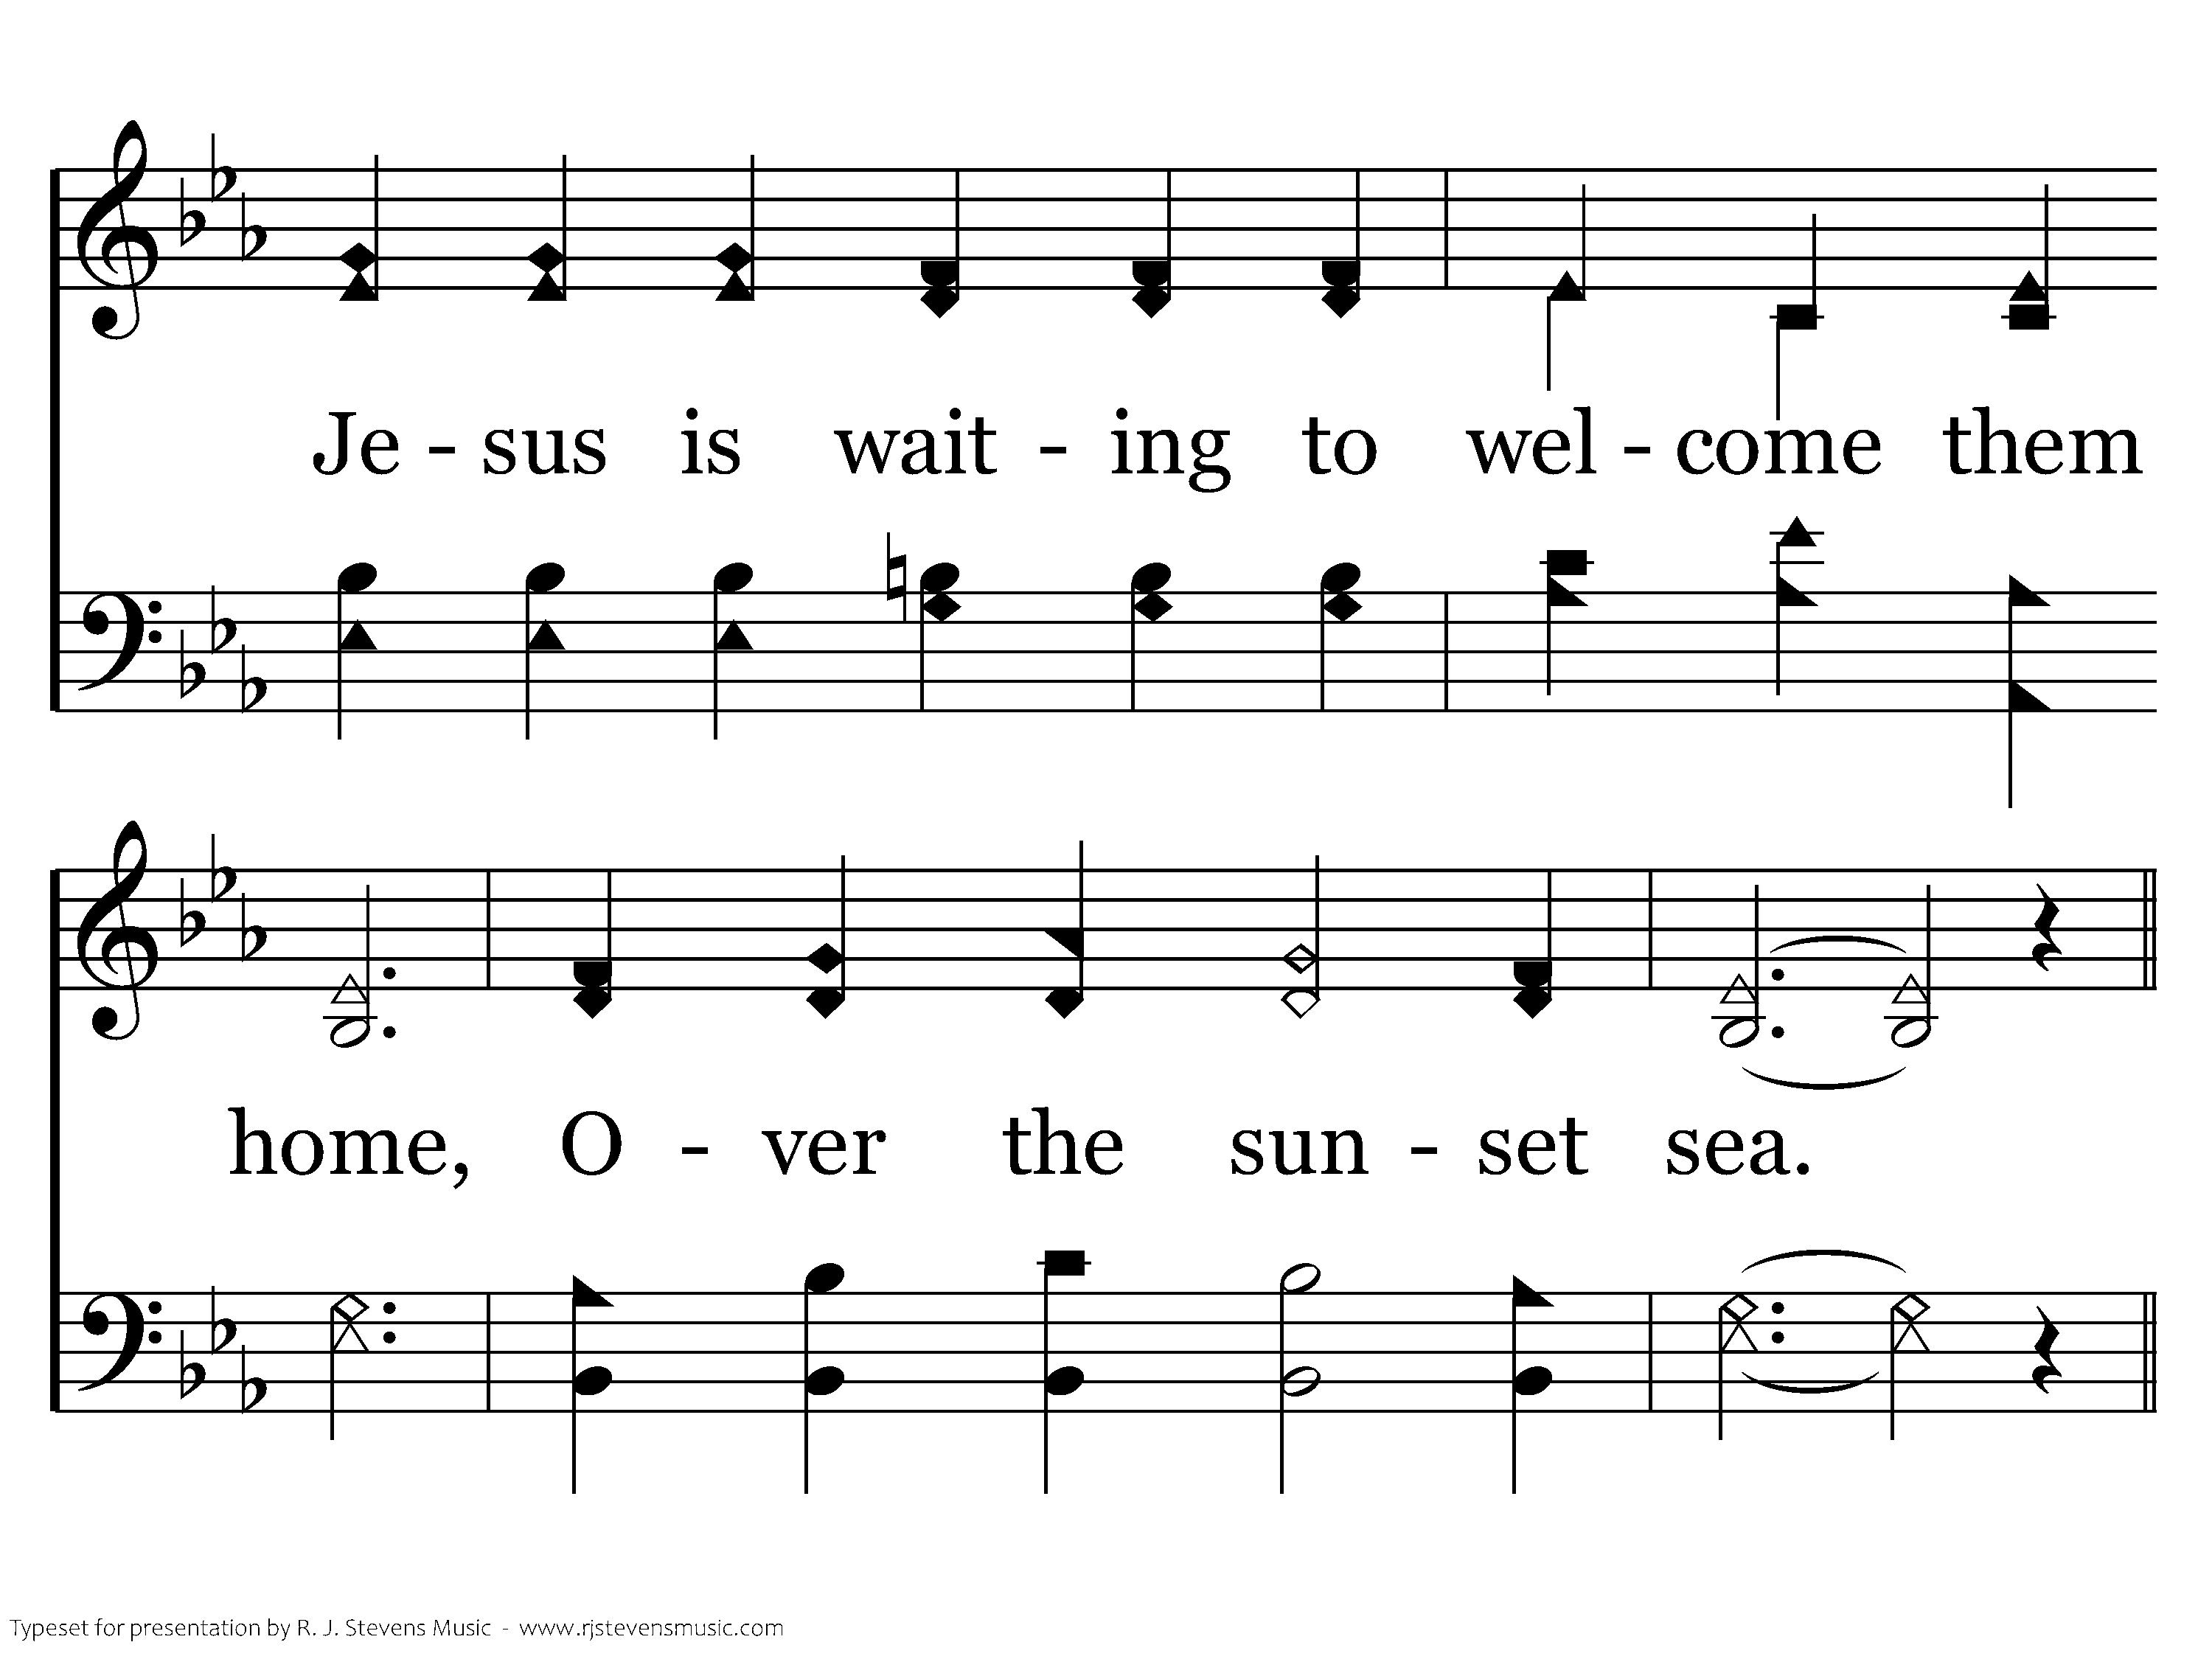 Je - sus is wait - ing to wel - come them
home, O - ver the sun - set sea.
Typeset for presentation by R. J. Stevens Music - www.rjstevensmusic.com